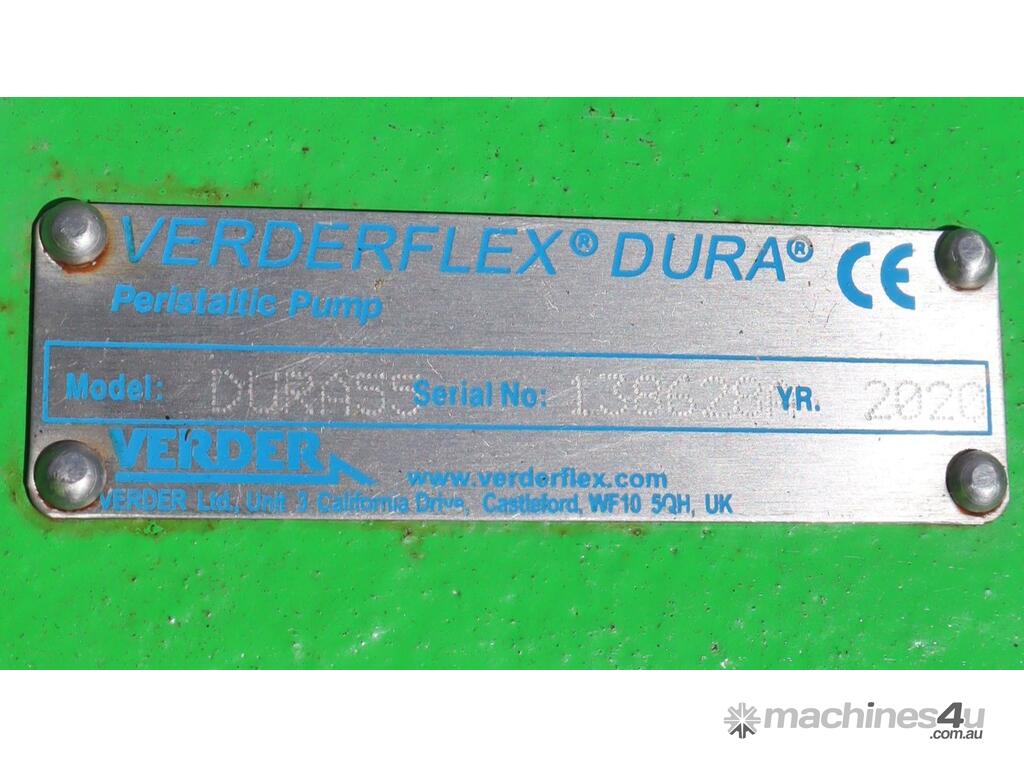 VERDERFLEX® DURA® CE
Peristaltic Pump
Model: DURA55 Serial No: 138628 YR. 2020
VERDER
www.verderflex.com
VERDER Ltd., Unit 3 California Drive, Castleford, WF10 5QH, UK
machines4u
.com.au